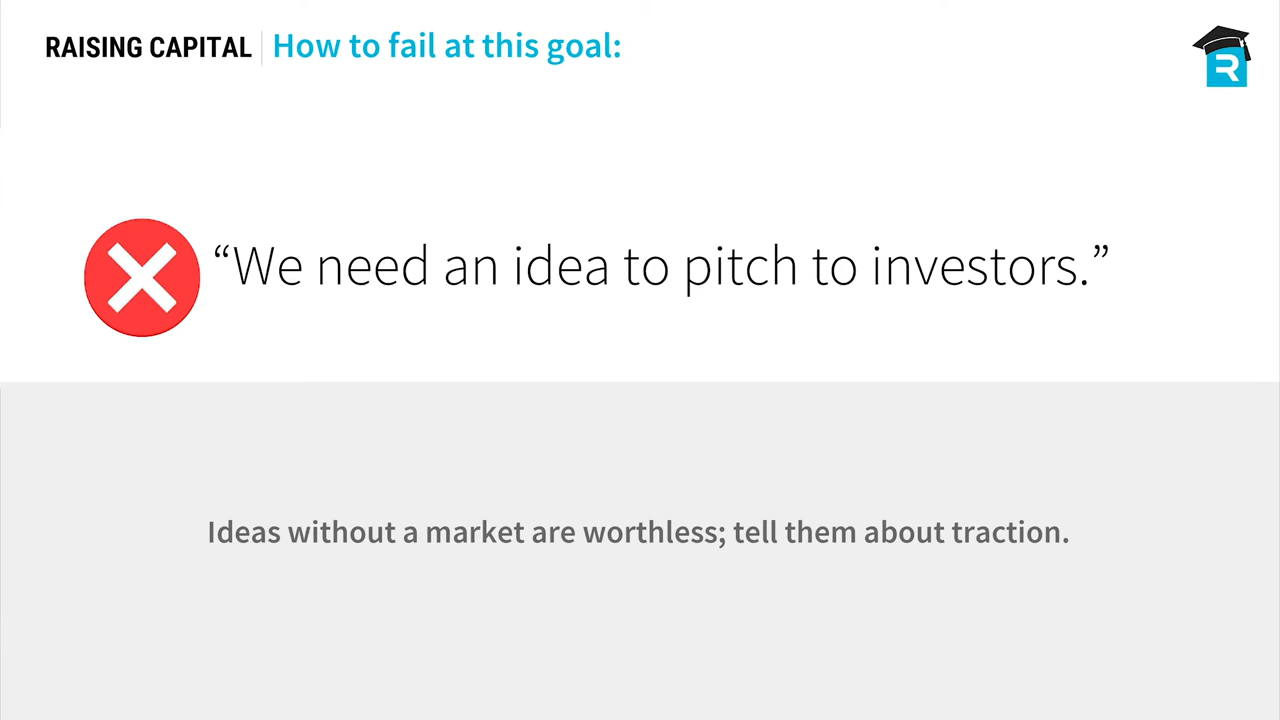 RAISING CAPITAL How to fail at this goal:
“We need an idea to pitch to investors.”
Ideas without a market are worthless; tell them about traction.